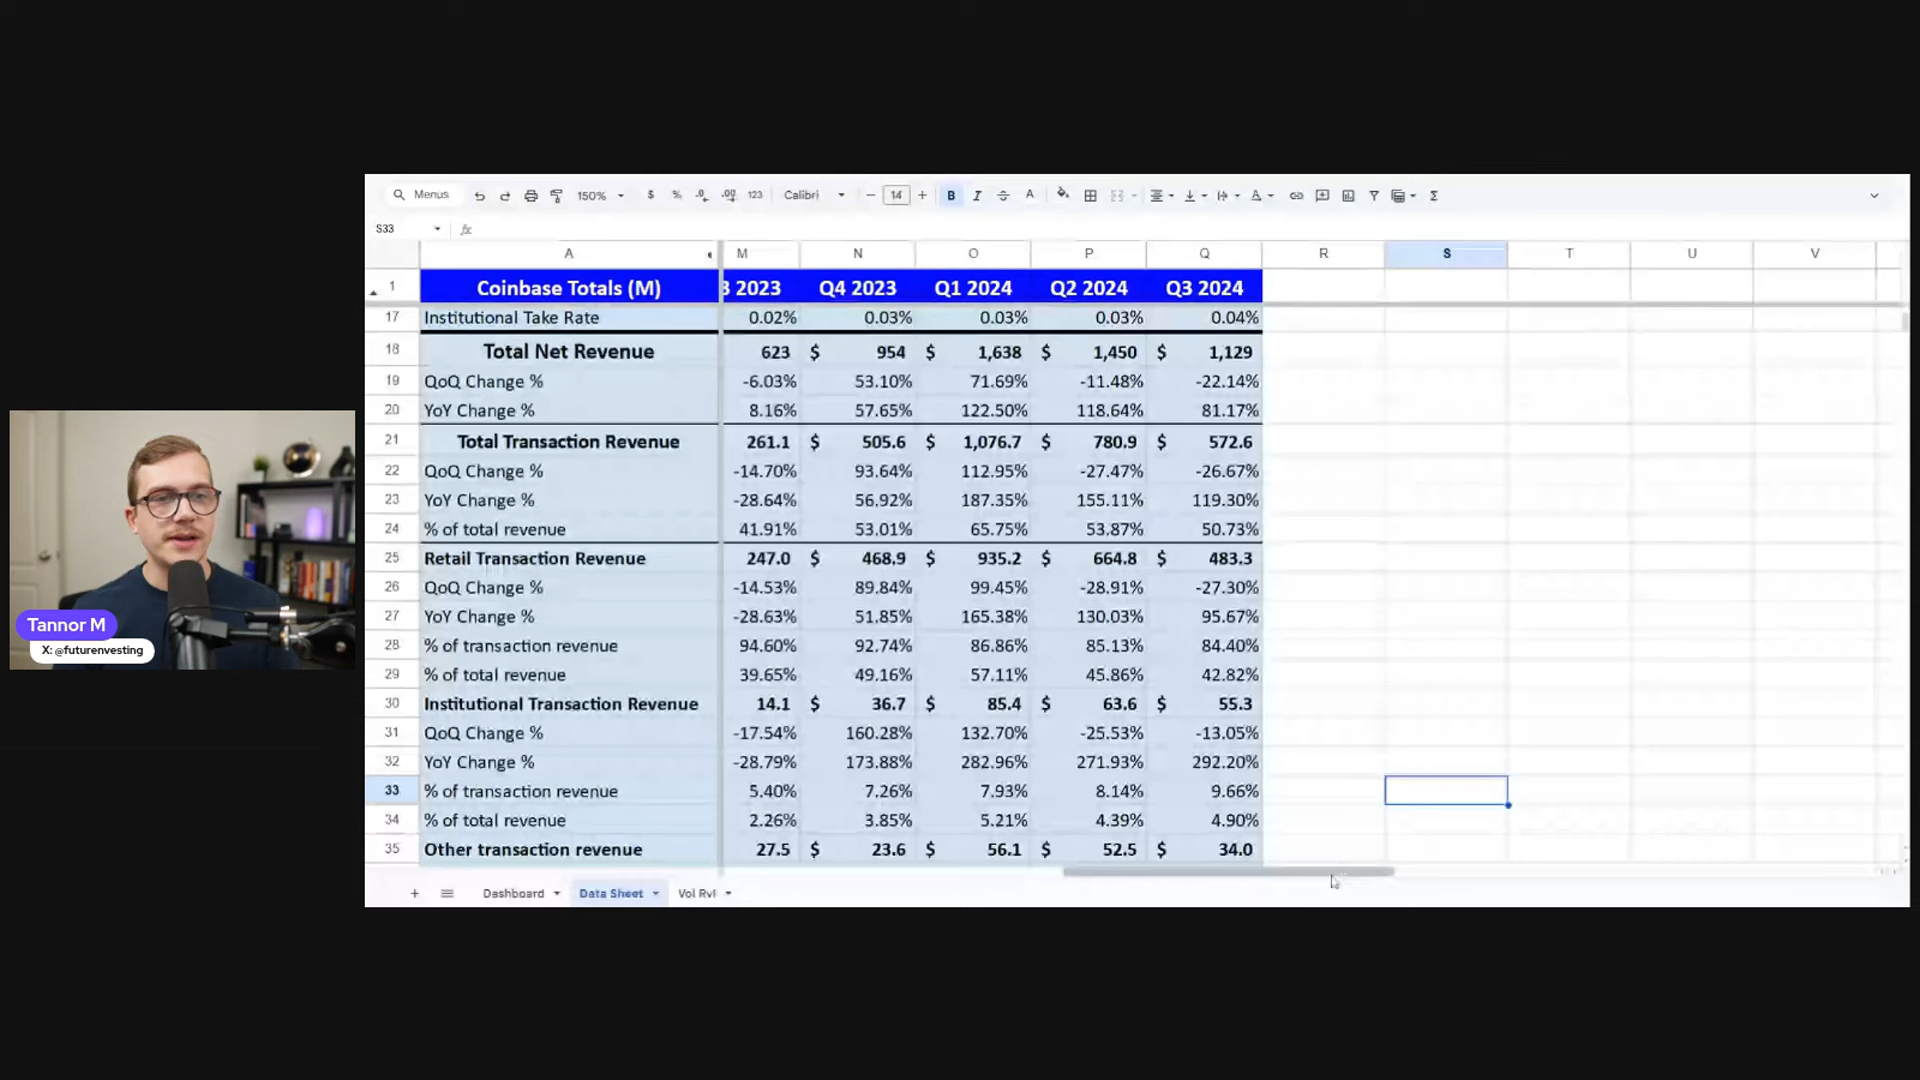 Menus 150% $ % .0 .00 123 Calibri 14 B I A Σ
S33 fx
A M N O P Q R S T U V
1 Coinbase Totals (M) 3 2023 Q4 2023 Q1 2024 Q2 2024 Q3 2024
17 Institutional Take Rate 0.02% 0.03% 0.03% 0.03% 0.04%
18 Total Net Revenue 623 $ 954 $ 1,638 $ 1,450 $ 1,129
19 QoQ Change % -6.03% 53.10% 71.69% -11.48% -22.14%
20 YoY Change % 8.16% 57.65% 122.50% 118.64% 81.17%
21 Total Transaction Revenue 261.1 $ 505.6 $ 1,076.7 $ 780.9 $ 572.6
22 QoQ Change % -14.70% 93.64% 112.95% -27.47% -26.67%
23 YoY Change % -28.64% 56.92% 187.35% 155.11% 119.30%
24 % of total revenue 41.91% 53.01% 65.75% 53.87% 50.73%
25 Retail Transaction Revenue 247.0 $ 468.9 $ 935.2 $ 664.8 $ 483.3
26 QoQ Change % -14.53% 89.84% 99.45% -28.91% -27.30%
27 YoY Change % -28.63% 51.85% 165.38% 130.03% 95.67%
28 % of transaction revenue 94.60% 92.74% 86.86% 85.13% 84.40%
29 % of total revenue 39.65% 49.16% 57.11% 45.86% 42.82%
30 Institutional Transaction Revenue 14.1 $ 36.7 $ 85.4 $ 63.6 $ 55.3
31 QoQ Change % -17.54% 160.28% 132.70% -25.53% -13.05%
32 YoY Change % -28.79% 173.88% 282.96% 271.93% 292.20%
33 % of transaction revenue 5.40% 7.26% 7.93% 8.14% 9.66%
34 % of total revenue 2.26% 3.85% 5.21% 4.39% 4.90%
35 Other transaction revenue 27.5 $ 23.6 $ 56.1 $ 52.5 $ 34.0
+ Dashboard Data Sheet Vol Rvl
Tannor M
X: @futurenvesting